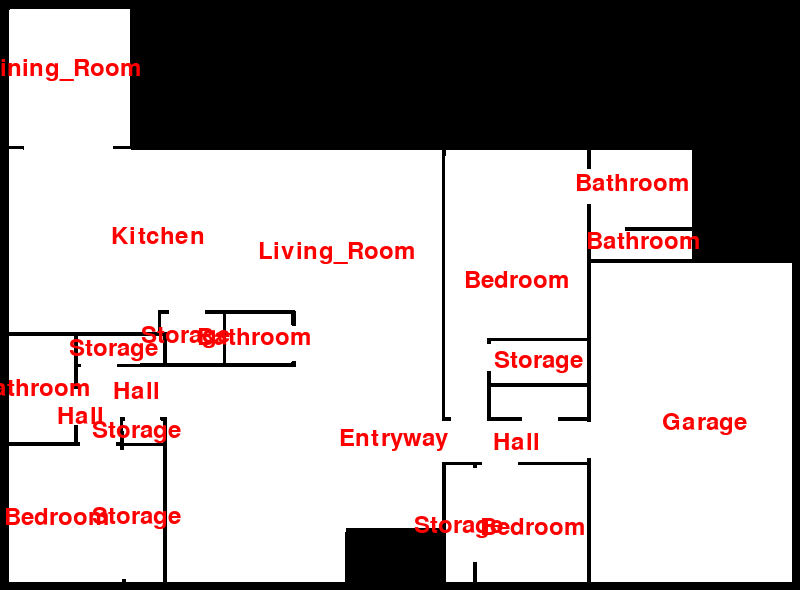 ining_Room
Bathroom
Kitchen
Bathroom
Living_Room
Bedroom
Storage
Bathroom
Storage
Storage
athroom
Hall
Hall
Garage
Storage
Entryway
Hall
Bedroom
Storage
Storage
Bedroom